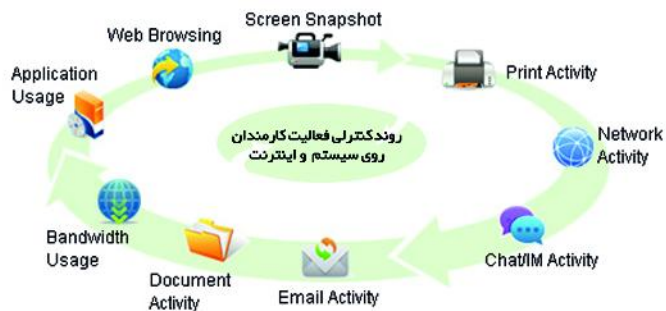 Screen Snapshot
Web Browsing
Print Activity
Application
Usage
Network
Activity
روند کنترلی فعالیت کارمندان
روی سیستم و اینترنت
Bandwidth
Usage
Chat/IM Activity
Document
Activity
Email Activity